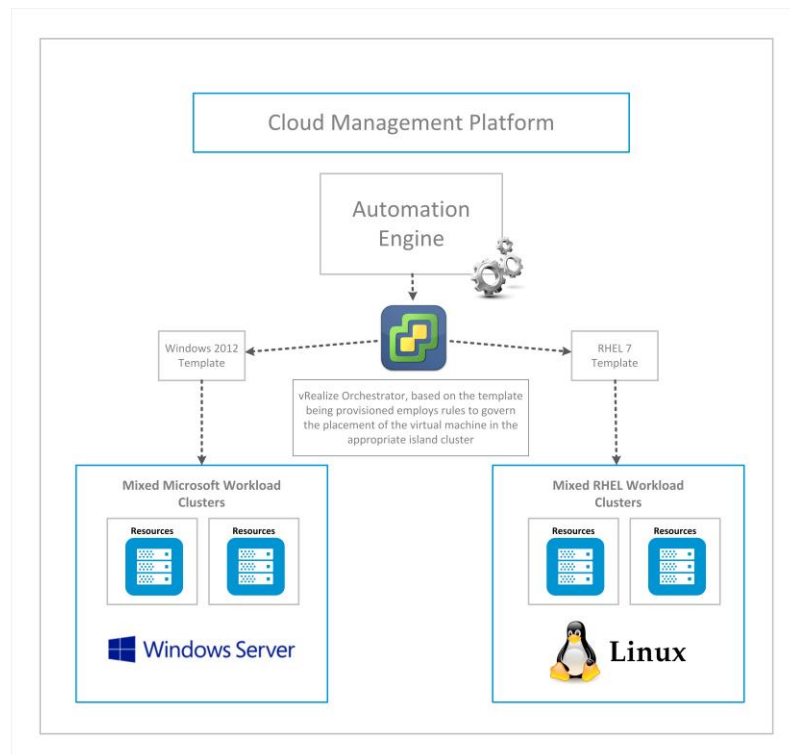 Cloud Management Platform
Automation
Engine
Windows 2012
Template
RHEL 7
Template
vRealize Orchestrator, based on the template
being provisioned employs rules to govern
the placement of the virtual machine in the
appropriate island cluster
Mixed Microsoft Workload
Clusters
Resources
Resources
Windows Server
Mixed RHEL Workload
Clusters
Resources
Resources
Linux